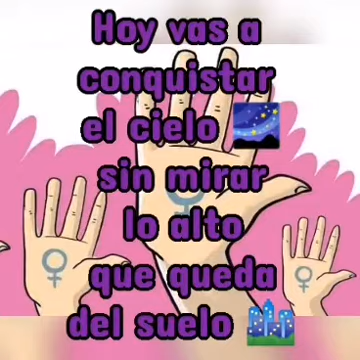 Hoy vas a
conquistar
el cielo 🌌
sin mirar
lo alto
que queda
del suelo 🏙️